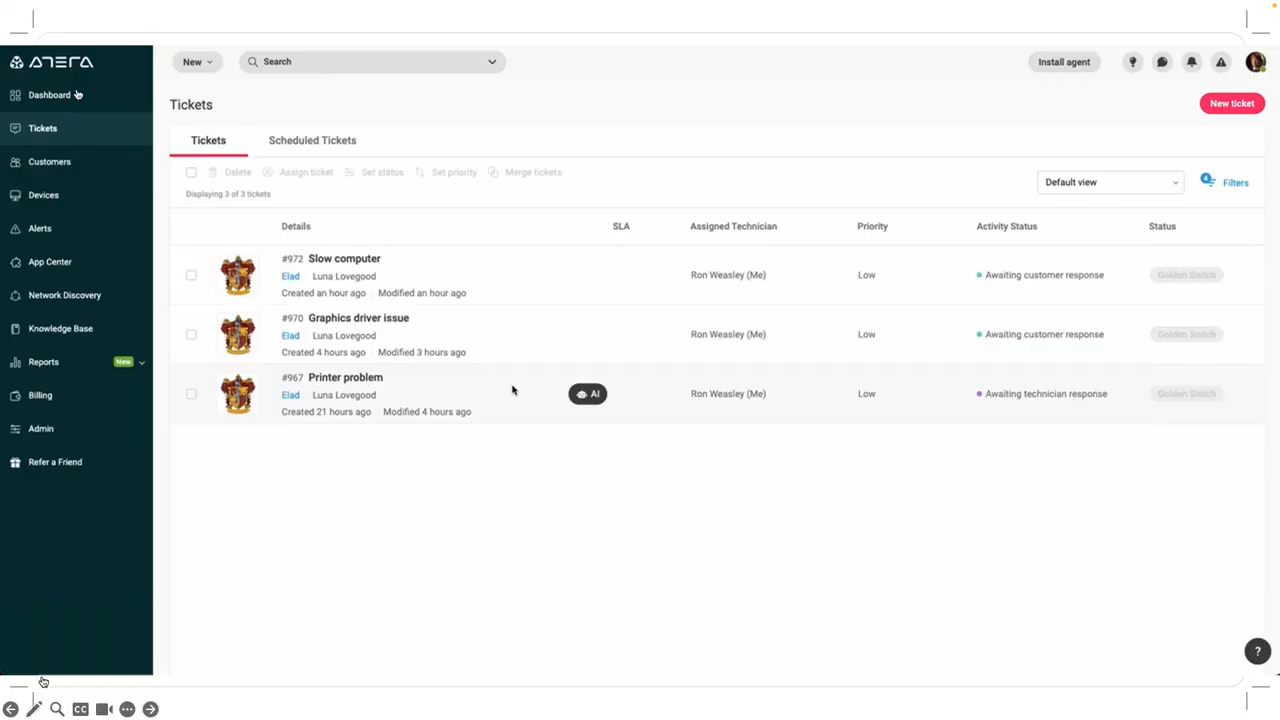 ATERA
New
Search
Install agent
Dashboard
Tickets
Customers
Devices
Alerts
App Center
Network Discovery
Knowledge Base
Reports New
Billing
Admin
Refer a Friend
Tickets
New ticket
Tickets Scheduled Tickets
Delete Assign ticket Set status Set priority Merge tickets
Displaying 3 of 3 tickets
Default view
4 Filters
Details SLA Assigned Technician Priority Activity Status Status
#972 Slow computer
Elad Luna Lovegood
Created an hour ago Modified an hour ago
Ron Weasley (Me) Low Awaiting customer response Golden Snitch
#970 Graphics driver issue
Elad Luna Lovegood
Created 4 hours ago Modified 3 hours ago
Ron Weasley (Me) Low Awaiting customer response Golden Snitch
#967 Printer problem
Elad Luna Lovegood
Created 21 hours ago Modified 4 hours ago
AI
Ron Weasley (Me) Low Awaiting technician response Golden Snitch
?
CC